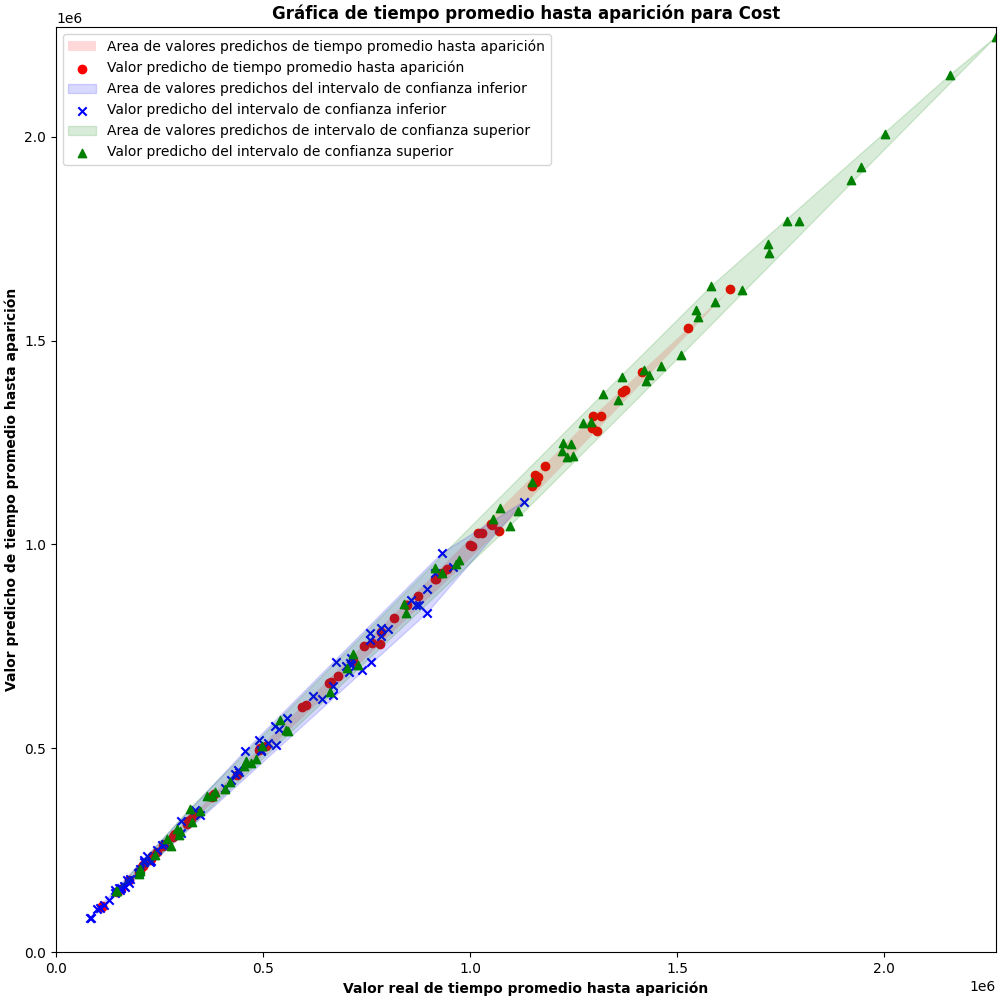 Gráfica de tiempo promedio hasta aparición para Cost
1e6
Area de valores predichos de tiempo promedio hasta aparición
Valor predicho de tiempo promedio hasta aparición
Area de valores predichos del intervalo de confianza inferior
Valor predicho del intervalo de confianza inferior
Area de valores predichos de intervalo de confianza superior
Valor predicho del intervalo de confianza superior
2.0
1.5
1.0
0.5
0.0
Valor predicho de tiempo promedio hasta aparición
0.0 0.5 1.0 1.5 2.0
1e6
Valor real de tiempo promedio hasta aparición